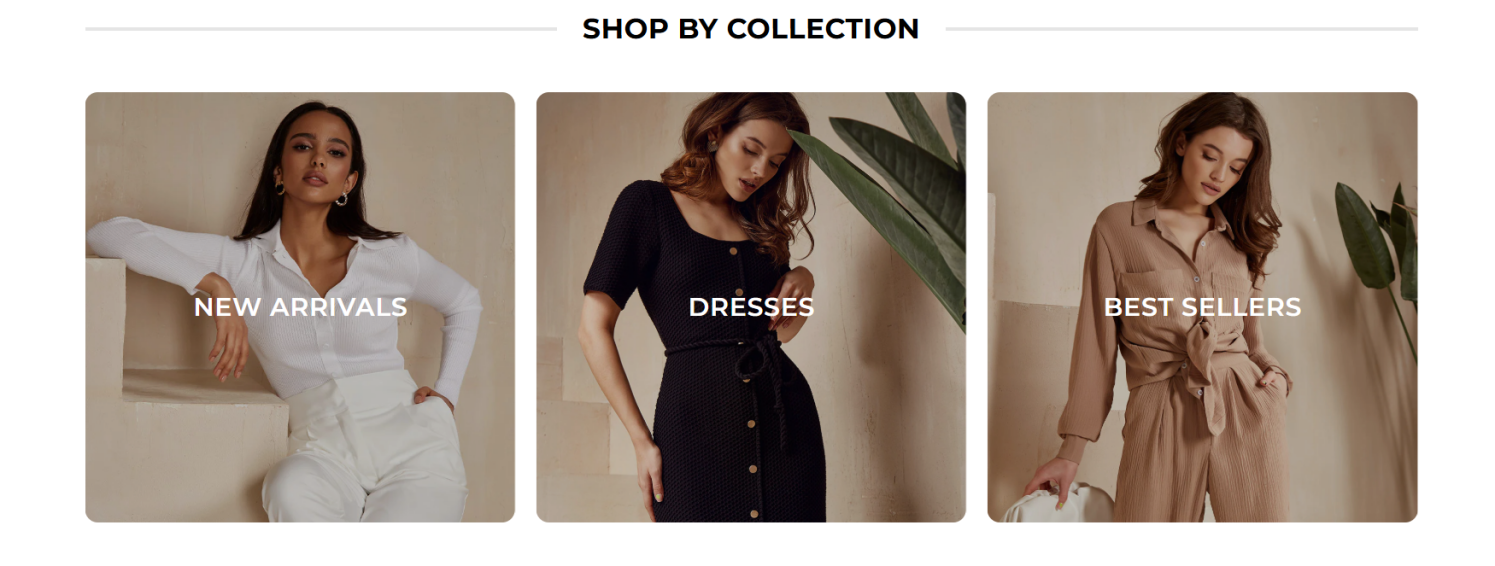 SHOP BY COLLECTION
NEW ARRIVALS
DRESSES
BEST SELLERS